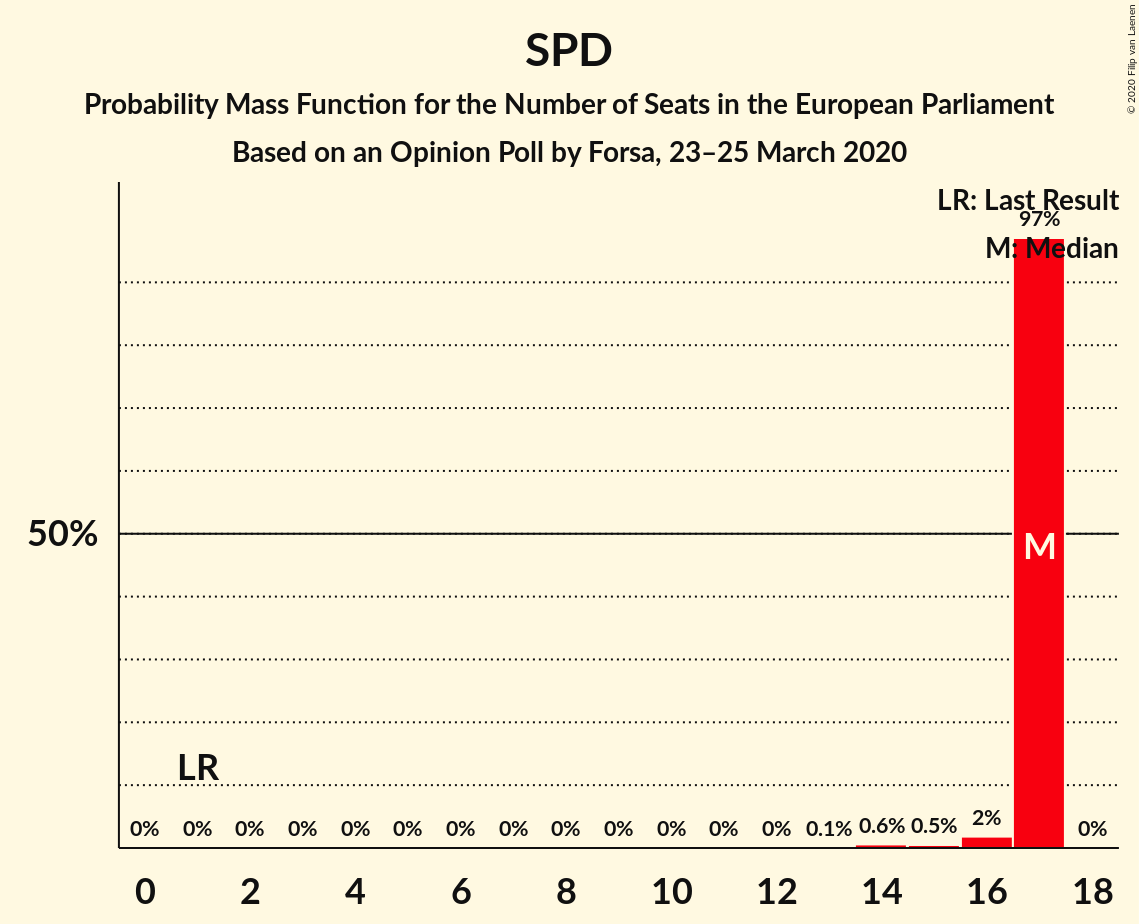 SPD
Probability Mass Function for the Number of Seats in the European Parliament
Based on an Opinion Poll by Forsa, 23–25 March 2020
© 2020 Filip van Laenen
LR: Last Result
97%
M: Median
50%
M
LR
0% 0% 0% 0% 0% 0% 0% 0% 0% 0% 0% 0% 0% 0.1% 0.6% 0.5% 2% 0%
0 2 4 6 8 10 12 14 16 18